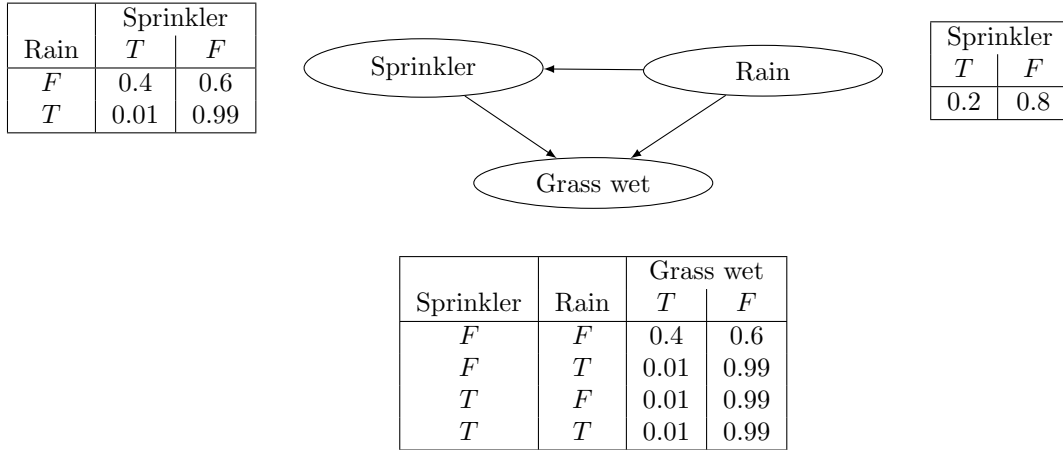 Sprinkler
Rain T F
F 0.4 0.6
T 0.01 0.99
Sprinkler
Rain
Grass wet
Sprinkler
T F
0.2 0.8
Grass wet
Sprinkler Rain T F
F F 0.4 0.6
F T 0.01 0.99
T F 0.01 0.99
T T 0.01 0.99